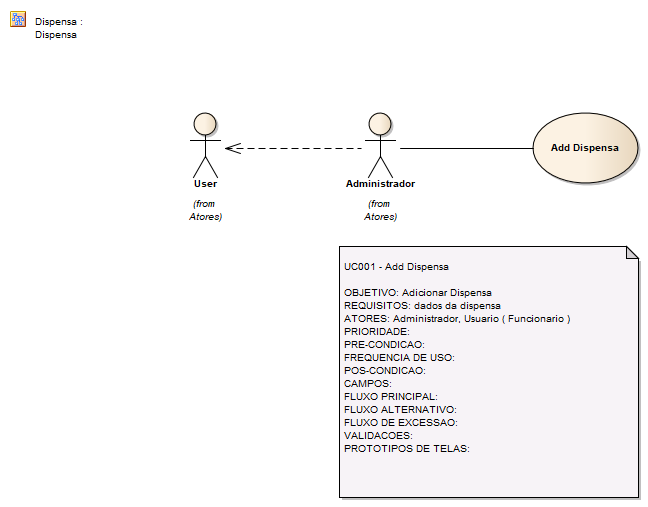 Dispensa :
Dispensa
User
(from
Atores)
Administrador
(from
Atores)
Add Dispensa
UC001 - Add Dispensa
OBJETIVO: Adicionar Dispensa
REQUISITOS: dados da dispensa
ATORES: Administrador, Usuario ( Funcionario )
PRIORIDADE:
PRE-CONDICAO:
FREQUENCIA DE USO:
POS-CONDICAO:
CAMPOS:
FLUXO PRINCIPAL:
FLUXO ALTERNATIVO:
FLUXO DE EXCESSAO:
VALIDACOES:
PROTOTIPOS DE TELAS: